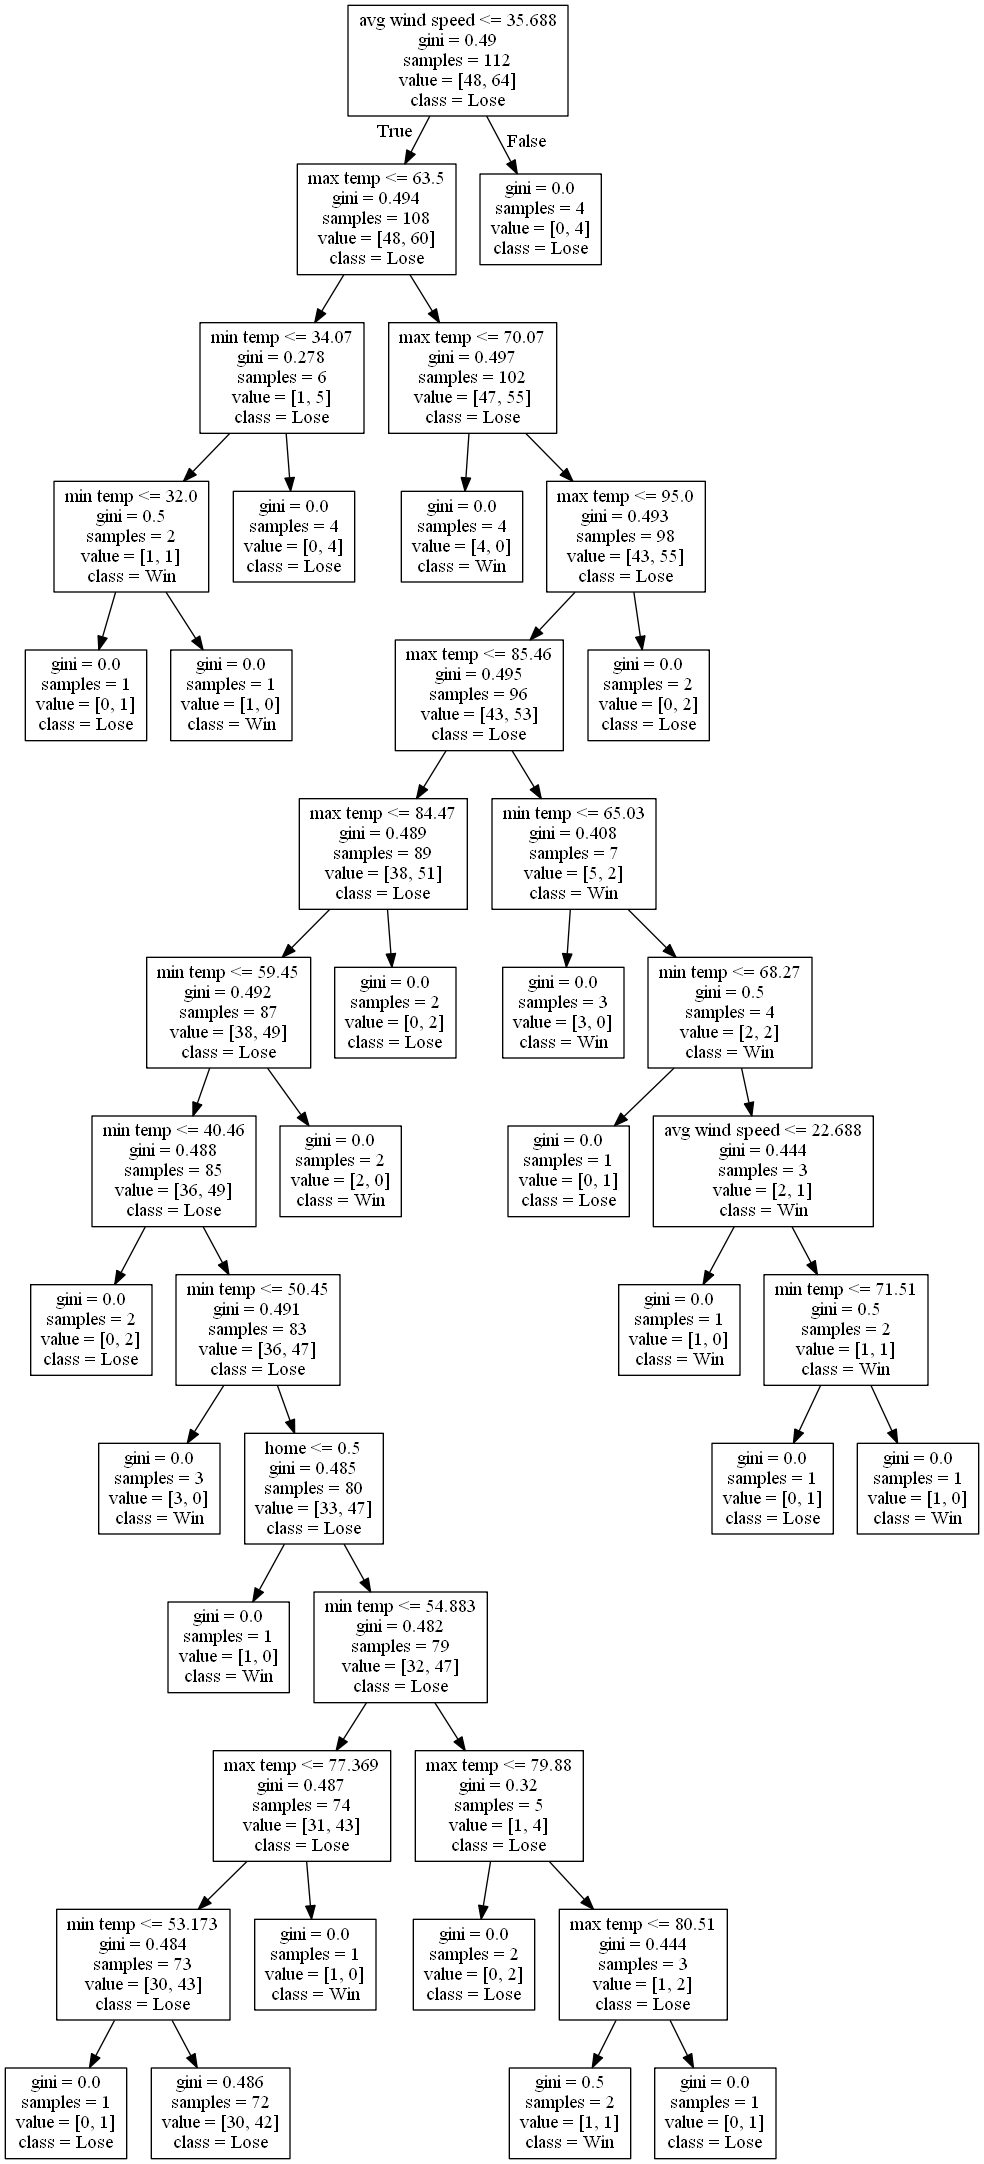 avg wind speed <= 35.688
gini = 0.49
samples = 112
value = [48, 64]
class = Lose
True
False
max temp <= 63.5
gini = 0.494
samples = 108
value = [48, 60]
class = Lose
gini = 0.0
samples = 4
value = [0, 4]
class = Lose
min temp <= 34.07
gini = 0.278
samples = 6
value = [1, 5]
class = Lose
max temp <= 70.07
gini = 0.497
samples = 102
value = [47, 55]
class = Lose
min temp <= 32.0
gini = 0.5
samples = 2
value = [1, 1]
class = Win
gini = 0.0
samples = 4
value = [0, 4]
class = Lose
gini = 0.0
samples = 4
value = [4, 0]
class = Win
max temp <= 95.0
gini = 0.493
samples = 98
value = [43, 55]
class = Lose
gini = 0.0
samples = 1
value = [0, 1]
class = Lose
gini = 0.0
samples = 1
value = [1, 0]
class = Win
max temp <= 85.46
gini = 0.495
samples = 96
value = [43, 53]
class = Lose
gini = 0.0
samples = 2
value = [0, 2]
class = Lose
max temp <= 84.47
gini = 0.489
samples = 89
value = [38, 51]
class = Lose
min temp <= 65.03
gini = 0.408
samples = 7
value = [5, 2]
class = Win
min temp <= 59.45
gini = 0.492
samples = 87
value = [38, 49]
class = Lose
gini = 0.0
samples = 2
value = [0, 2]
class = Lose
gini = 0.0
samples = 3
value = [3, 0]
class = Win
min temp <= 68.27
gini = 0.5
samples = 4
value = [2, 2]
class = Win
min temp <= 40.46
gini = 0.488
samples = 85
value = [36, 49]
class = Lose
gini = 0.0
samples = 2
value = [2, 0]
class = Win
gini = 0.0
samples = 1
value = [0, 1]
class = Lose
avg wind speed <= 22.688
gini = 0.444
samples = 3
value = [2, 1]
class = Win
gini = 0.0
samples = 2
value = [0, 2]
class = Lose
min temp <= 50.45
gini = 0.491
samples = 83
value = [36, 47]
class = Lose
gini = 0.0
samples = 1
value = [1, 0]
class = Win
min temp <= 71.51
gini = 0.5
samples = 2
value = [1, 1]
class = Win
gini = 0.0
samples = 3
value = [3, 0]
class = Win
home <= 0.5
gini = 0.485
samples = 80
value = [33, 47]
class = Lose
gini = 0.0
samples = 1
value = [0, 1]
class = Lose
gini = 0.0
samples = 1
value = [1, 0]
class = Win
gini = 0.0
samples = 1
value = [1, 0]
class = Win
min temp <= 54.883
gini = 0.482
samples = 79
value = [32, 47]
class = Lose
max temp <= 77.369
gini = 0.487
samples = 74
value = [31, 43]
class = Lose
max temp <= 79.88
gini = 0.32
samples = 5
value = [1, 4]
class = Lose
min temp <= 53.173
gini = 0.484
samples = 73
value = [30, 43]
class = Lose
gini = 0.0
samples = 1
value = [1, 0]
class = Win
gini = 0.0
samples = 2
value = [0, 2]
class = Lose
max temp <= 80.51
gini = 0.444
samples = 3
value = [1, 2]
class = Lose
gini = 0.0
samples = 1
value = [0, 1]
class = Lose
gini = 0.486
samples = 72
value = [30, 42]
class = Lose
gini = 0.5
samples = 2
value = [1, 1]
class = Win
gini = 0.0
samples = 1
value = [0, 1]
class = Lose